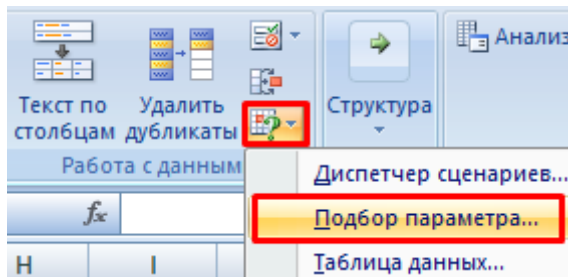 Текст по столбцам
Удалить дубликаты
Структура
Анализ
Работа с данным
Диспетчер сценариев...
fx
Подбор параметра...
H I
Таблица данных...